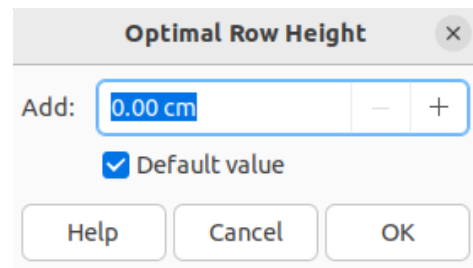 Optimal Row Height
Add: 0.00 cm
Default value
Help Cancel OK